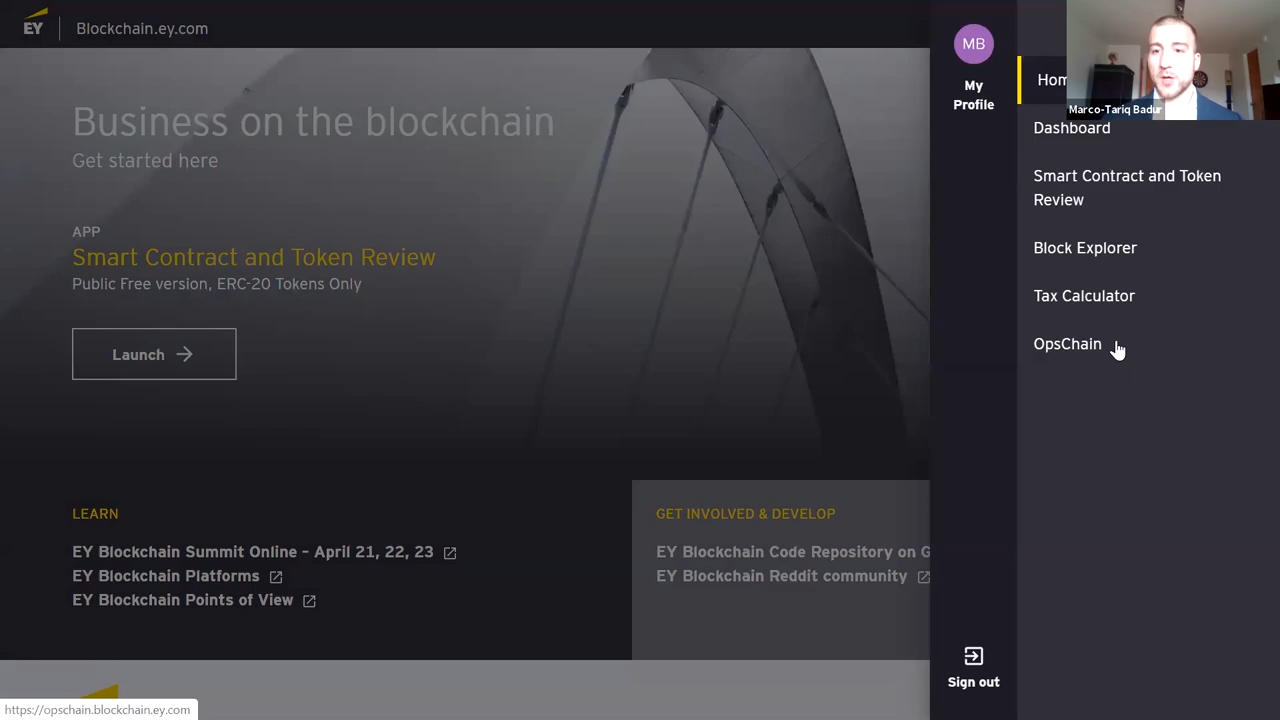 EY
Blockchain.ey.com
Business on the blockchain
Get started here
APP
Smart Contract and Token Review
Public Free version, ERC-20 Tokens Only
Launch
LEARN
EY Blockchain Summit Online – April 21, 22, 23
EY Blockchain Platforms
EY Blockchain Points of View
GET INVOLVED & DEVELOP
EY Blockchain Code Repository on G
EY Blockchain Reddit community
MB
My
Profile
Sign out
Hom
Marco-Tariq Badur
Dashboard
Smart Contract and Token
Review
Block Explorer
Tax Calculator
OpsChain
https://opschain.blockchain.ey.com